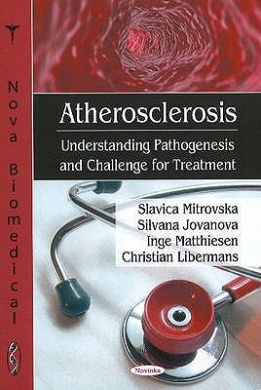 Nova Biomedical
Atherosclerosis
Understanding Pathogenesis
and Challenge for Treatment
Slavica Mitrovska
Silvana Jovanova
Inge Matthiesen
Christian Libermans
Novinka